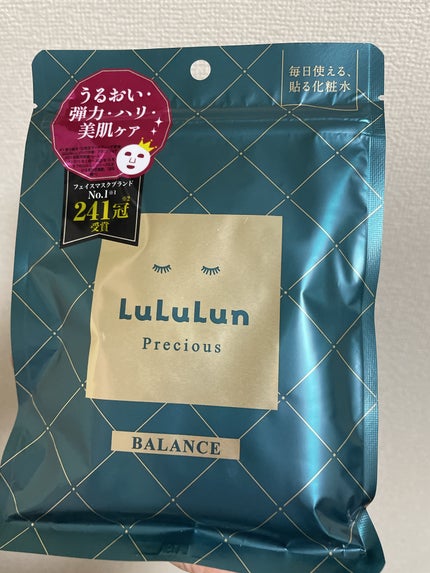 毎日使える、
貼る化粧水
うるおい・
弾力・ハリ・
美肌ケア
フェイスマスクブランド
No.1※1
241冠※2
受賞
LuLuLun
Precious
BALANCE